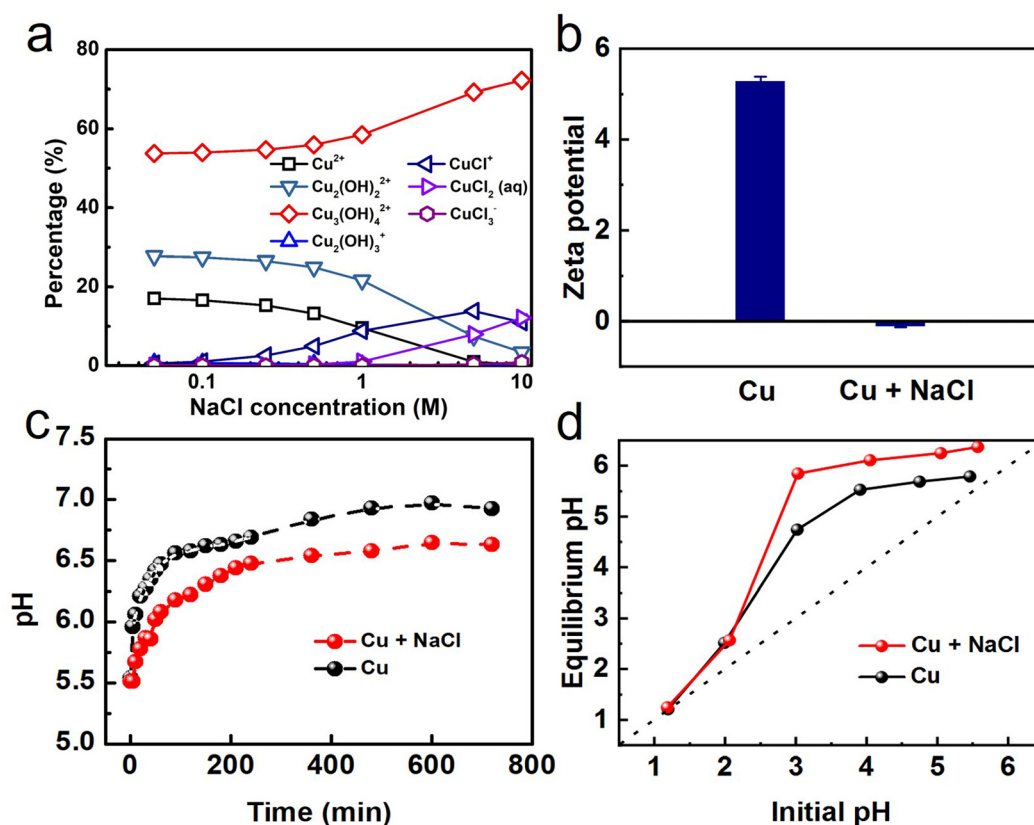 a
80
60
40
20
0
Percentage (%)
Cu²⁺
Cu₂(OH)₂²⁺
Cu₃(OH)₄²⁺
Cu₂(OH)₃⁺
CuCl⁺
CuCl₂ (aq)
CuCl₃⁻
0.1 1 10
NaCl concentration (M)
b
6
4
2
0
Zeta potential
Cu Cu + NaCl
c
7.5
7.0
6.5
6.0
5.5
5.0
pH
Cu + NaCl
Cu
0 200 400 600 800
Time (min)
d
6
5
4
3
2
1
Equilibrium pH
Cu + NaCl
Cu
1 2 3 4 5 6
Initial pH